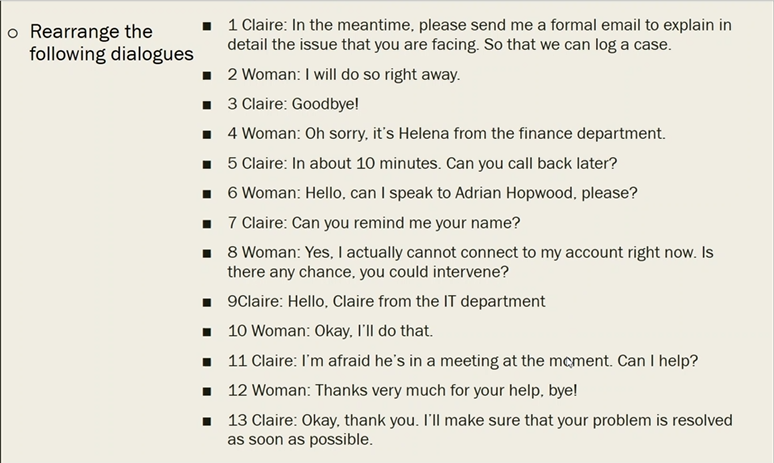 Rearrange the
following dialogues
1 Claire: In the meantime, please send me a formal email to explain in
detail the issue that you are facing. So that we can log a case.
2 Woman: I will do so right away.
3 Claire: Goodbye!
4 Woman: Oh sorry, it's Helena from the finance department.
5 Claire: In about 10 minutes. Can you call back later?
6 Woman: Hello, can I speak to Adrian Hopwood, please?
7 Claire: Can you remind me your name?
8 Woman: Yes, I actually cannot connect to my account right now. Is
there any chance, you could intervene?
9Claire: Hello, Claire from the IT department
10 Woman: Okay, I'll do that.
11 Claire: I'm afraid he's in a meeting at the moment. Can I help?
12 Woman: Thanks very much for your help, bye!
13 Claire: Okay, thank you. I'll make sure that your problem is resolved
as soon as possible.